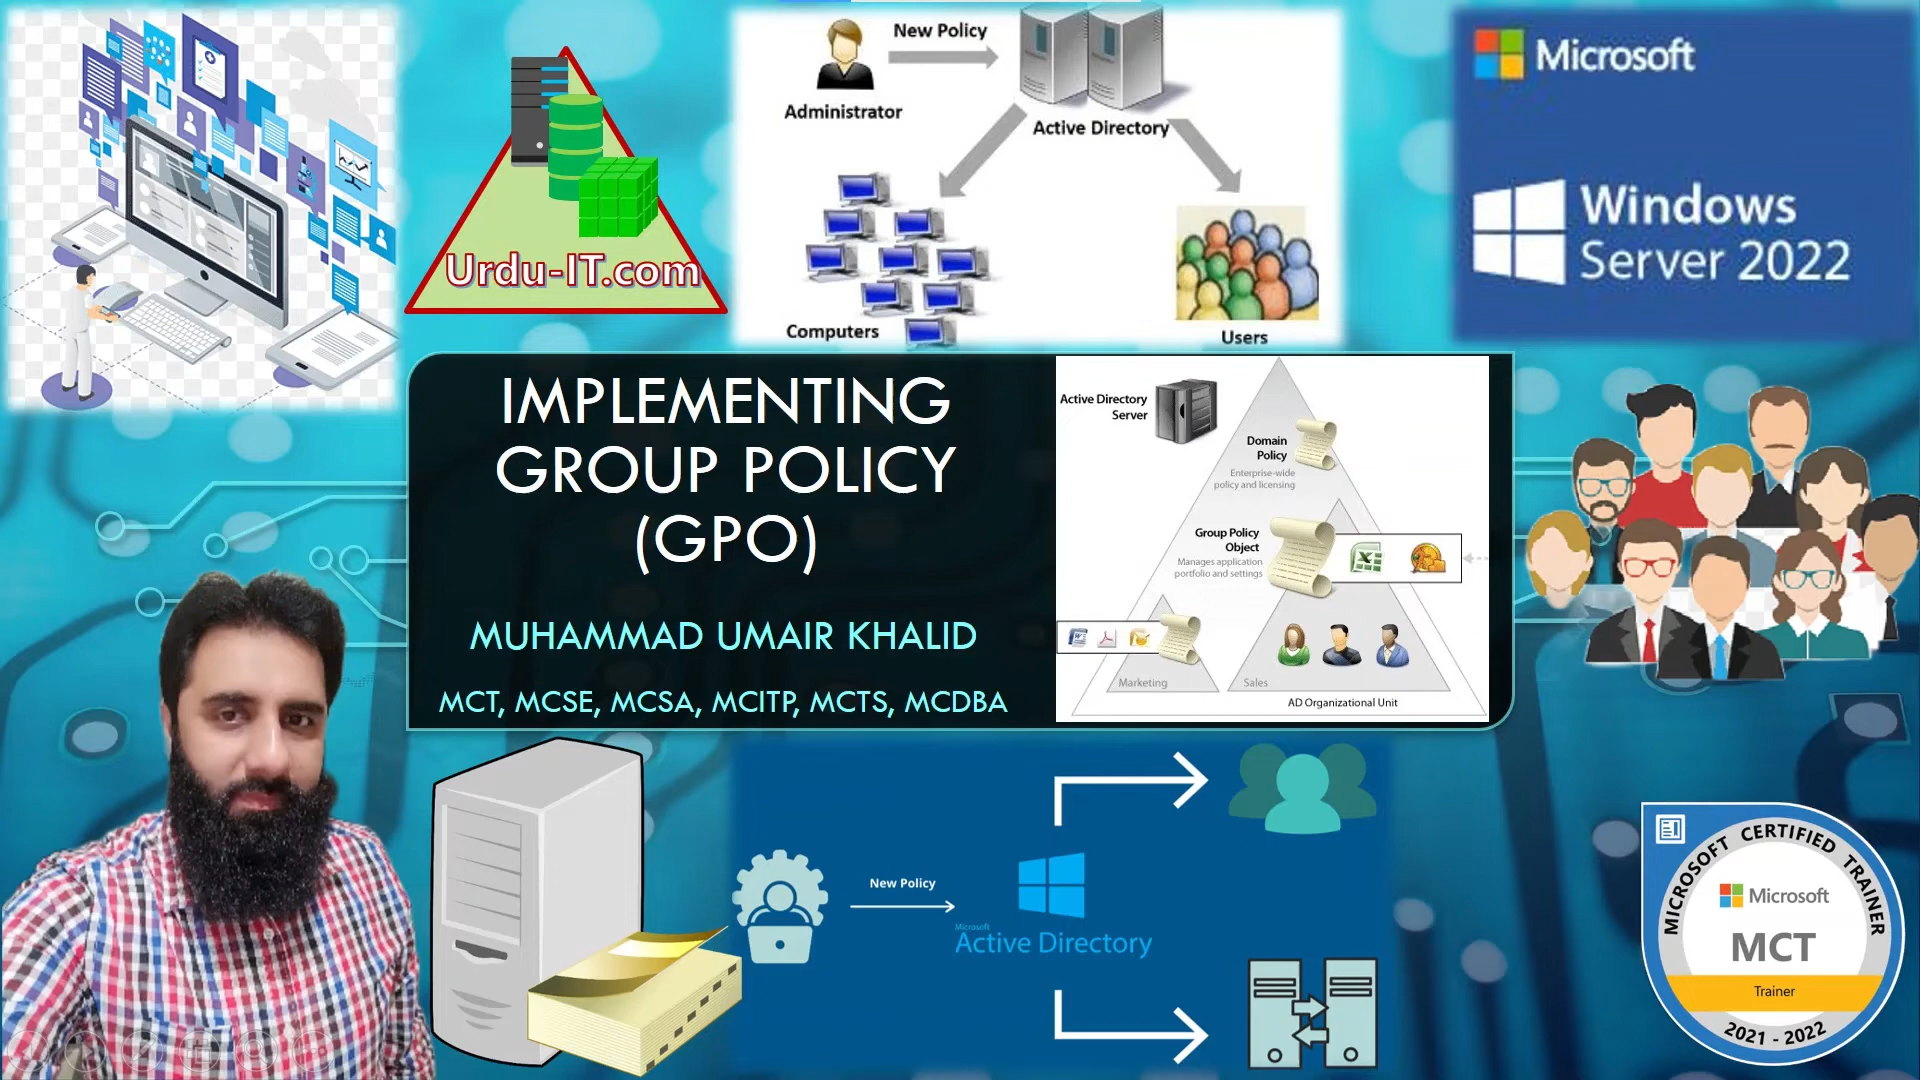 New Policy
Administrator
Active Directory
Computers
Users
Urdu-IT.com
Microsoft
Windows
Server 2022
IMPLEMENTING
GROUP POLICY
(GPO)
MUHAMMAD UMAIR KHALID
MCT, MCSE, MCSA, MCITP, MCTS, MCDBA
Active Directory
Server
Domain
Policy
Enterprise-wide
policy and licensing
Group Policy
Object
Manages application
portfolio and settings
Marketing
Sales
AD Organizational Unit
New Policy
Microsoft
Active Directory
MICROSOFT CERTIFIED TRAINER
Microsoft
MCT
Trainer
2021 - 2022